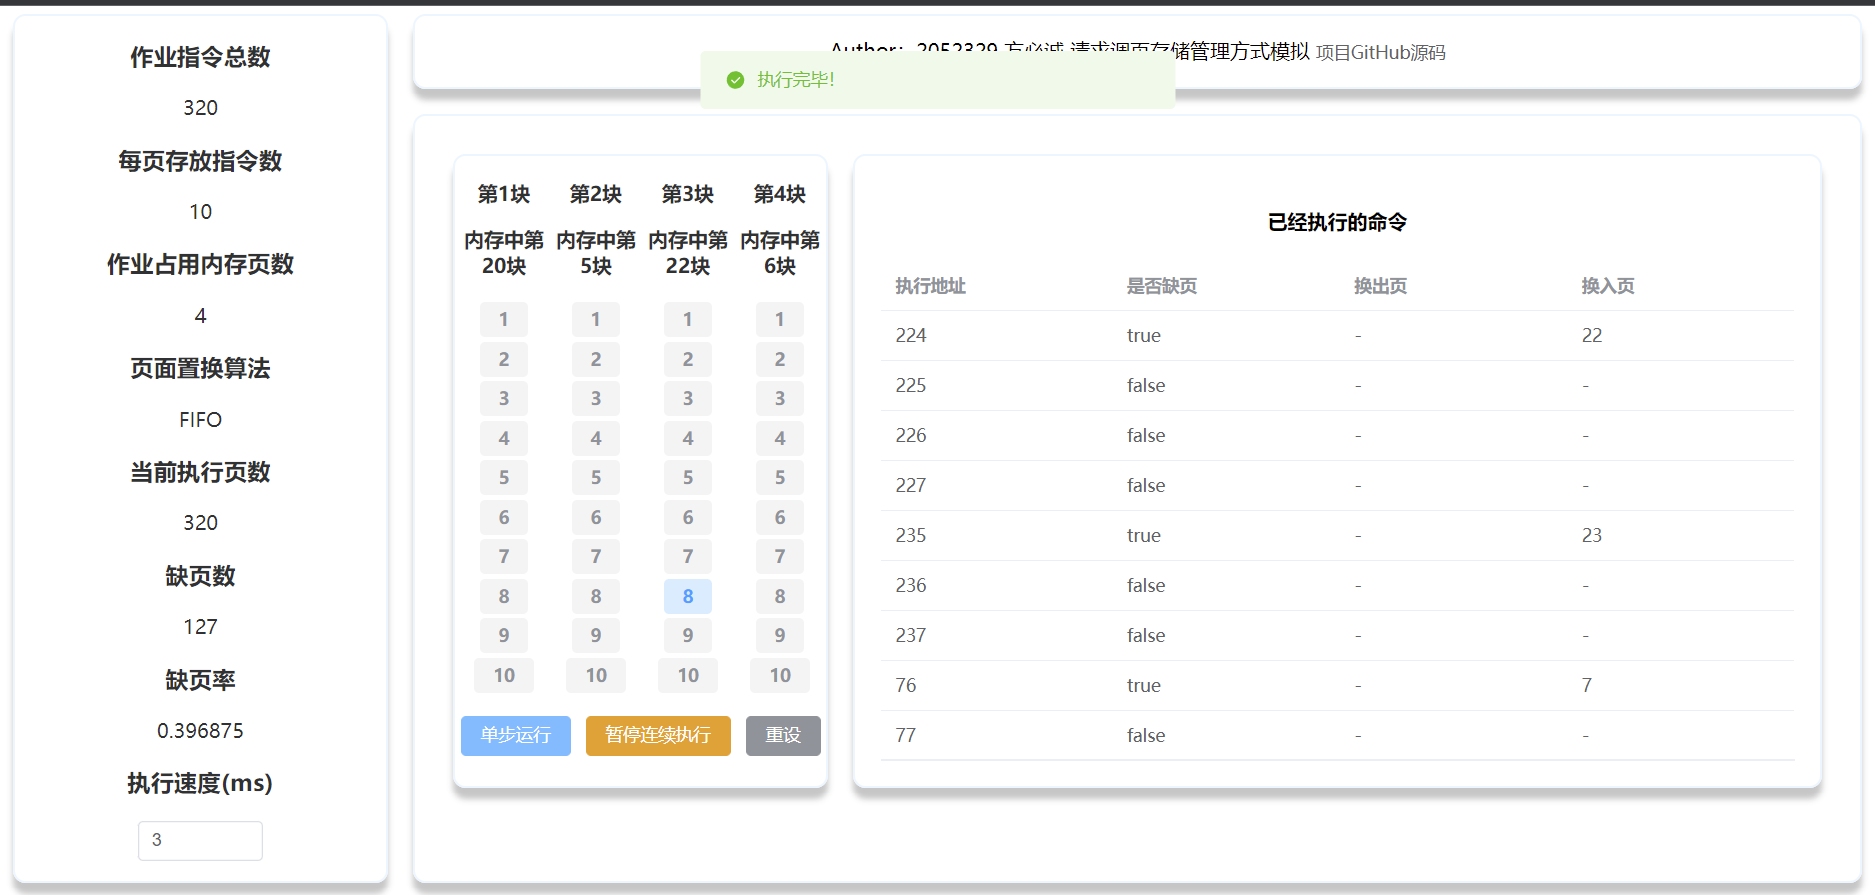 作业指令总数
320
每页存放指令数
10
作业占用内存页数
4
页面置换算法
FIFO
当前执行页数
320
缺页数
127
缺页率
0.396875
执行速度(ms)
3
Author：2052329 方必诚 请求调页存储管理方式模拟 项目GitHub源码
执行完毕!
第1块 第2块 第3块 第4块
内存中第20块 内存中第5块 内存中第22块 内存中第6块
1 1 1 1
2 2 2 2
3 3 3 3
4 4 4 4
5 5 5 5
6 6 6 6
7 7 7 7
8 8 8 8
9 9 9 9
10 10 10 10
单步运行 暂停连续执行 重设
已经执行的命令
执行地址 是否缺页 换出页 换入页
224 true - 22
225 false - -
226 false - -
227 false - -
235 true - 23
236 false - -
237 false - -
76 true - 7
77 false - -